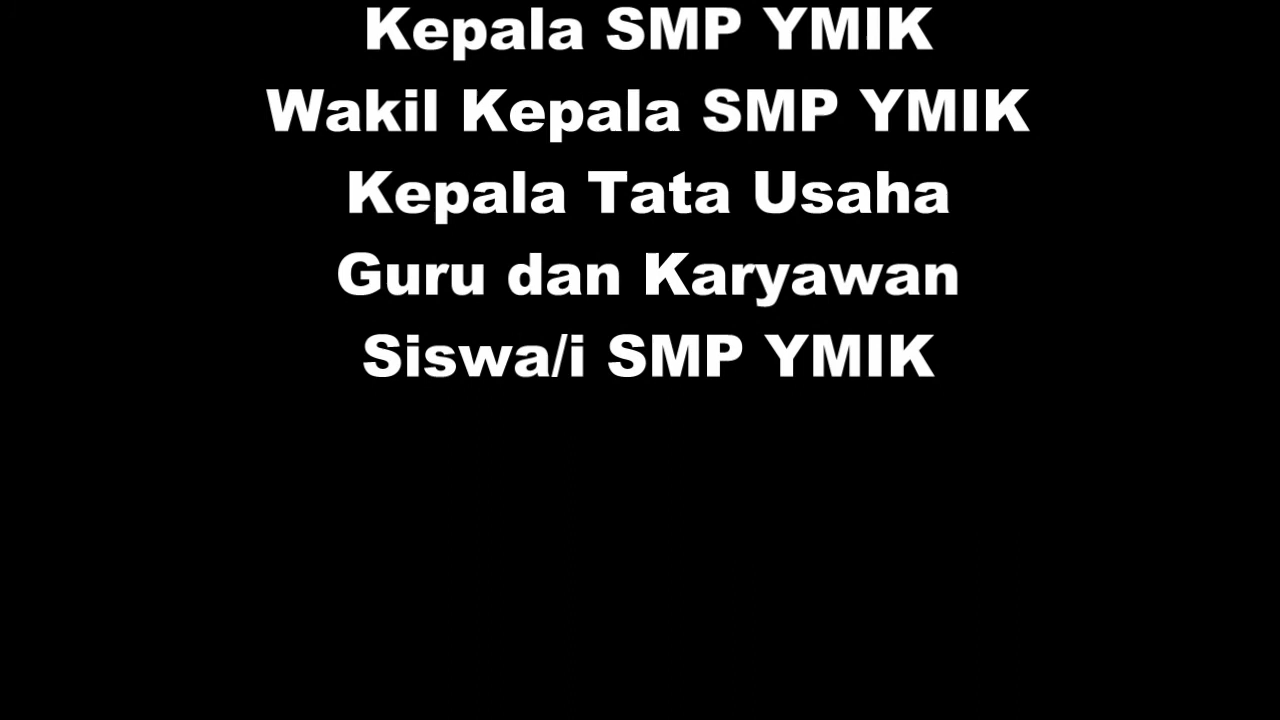 Kepala SMP YMIK
Wakil Kepala SMP YMIK
Kepala Tata Usaha
Guru dan Karyawan
Siswa/i SMP YMIK